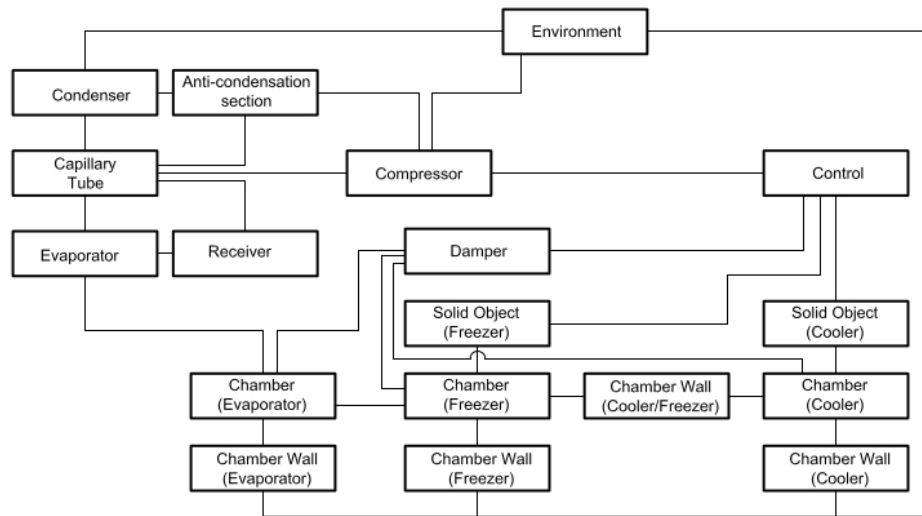 Environment
Condenser
Anti-condensation
section
Capillary
Tube
Compressor
Control
Evaporator
Receiver
Damper
Solid Object
(Freezer)
Solid Object
(Cooler)
Chamber
(Evaporator)
Chamber
(Freezer)
Chamber Wall
(Cooler/Freezer)
Chamber
(Cooler)
Chamber Wall
(Evaporator)
Chamber Wall
(Freezer)
Chamber Wall
(Cooler)